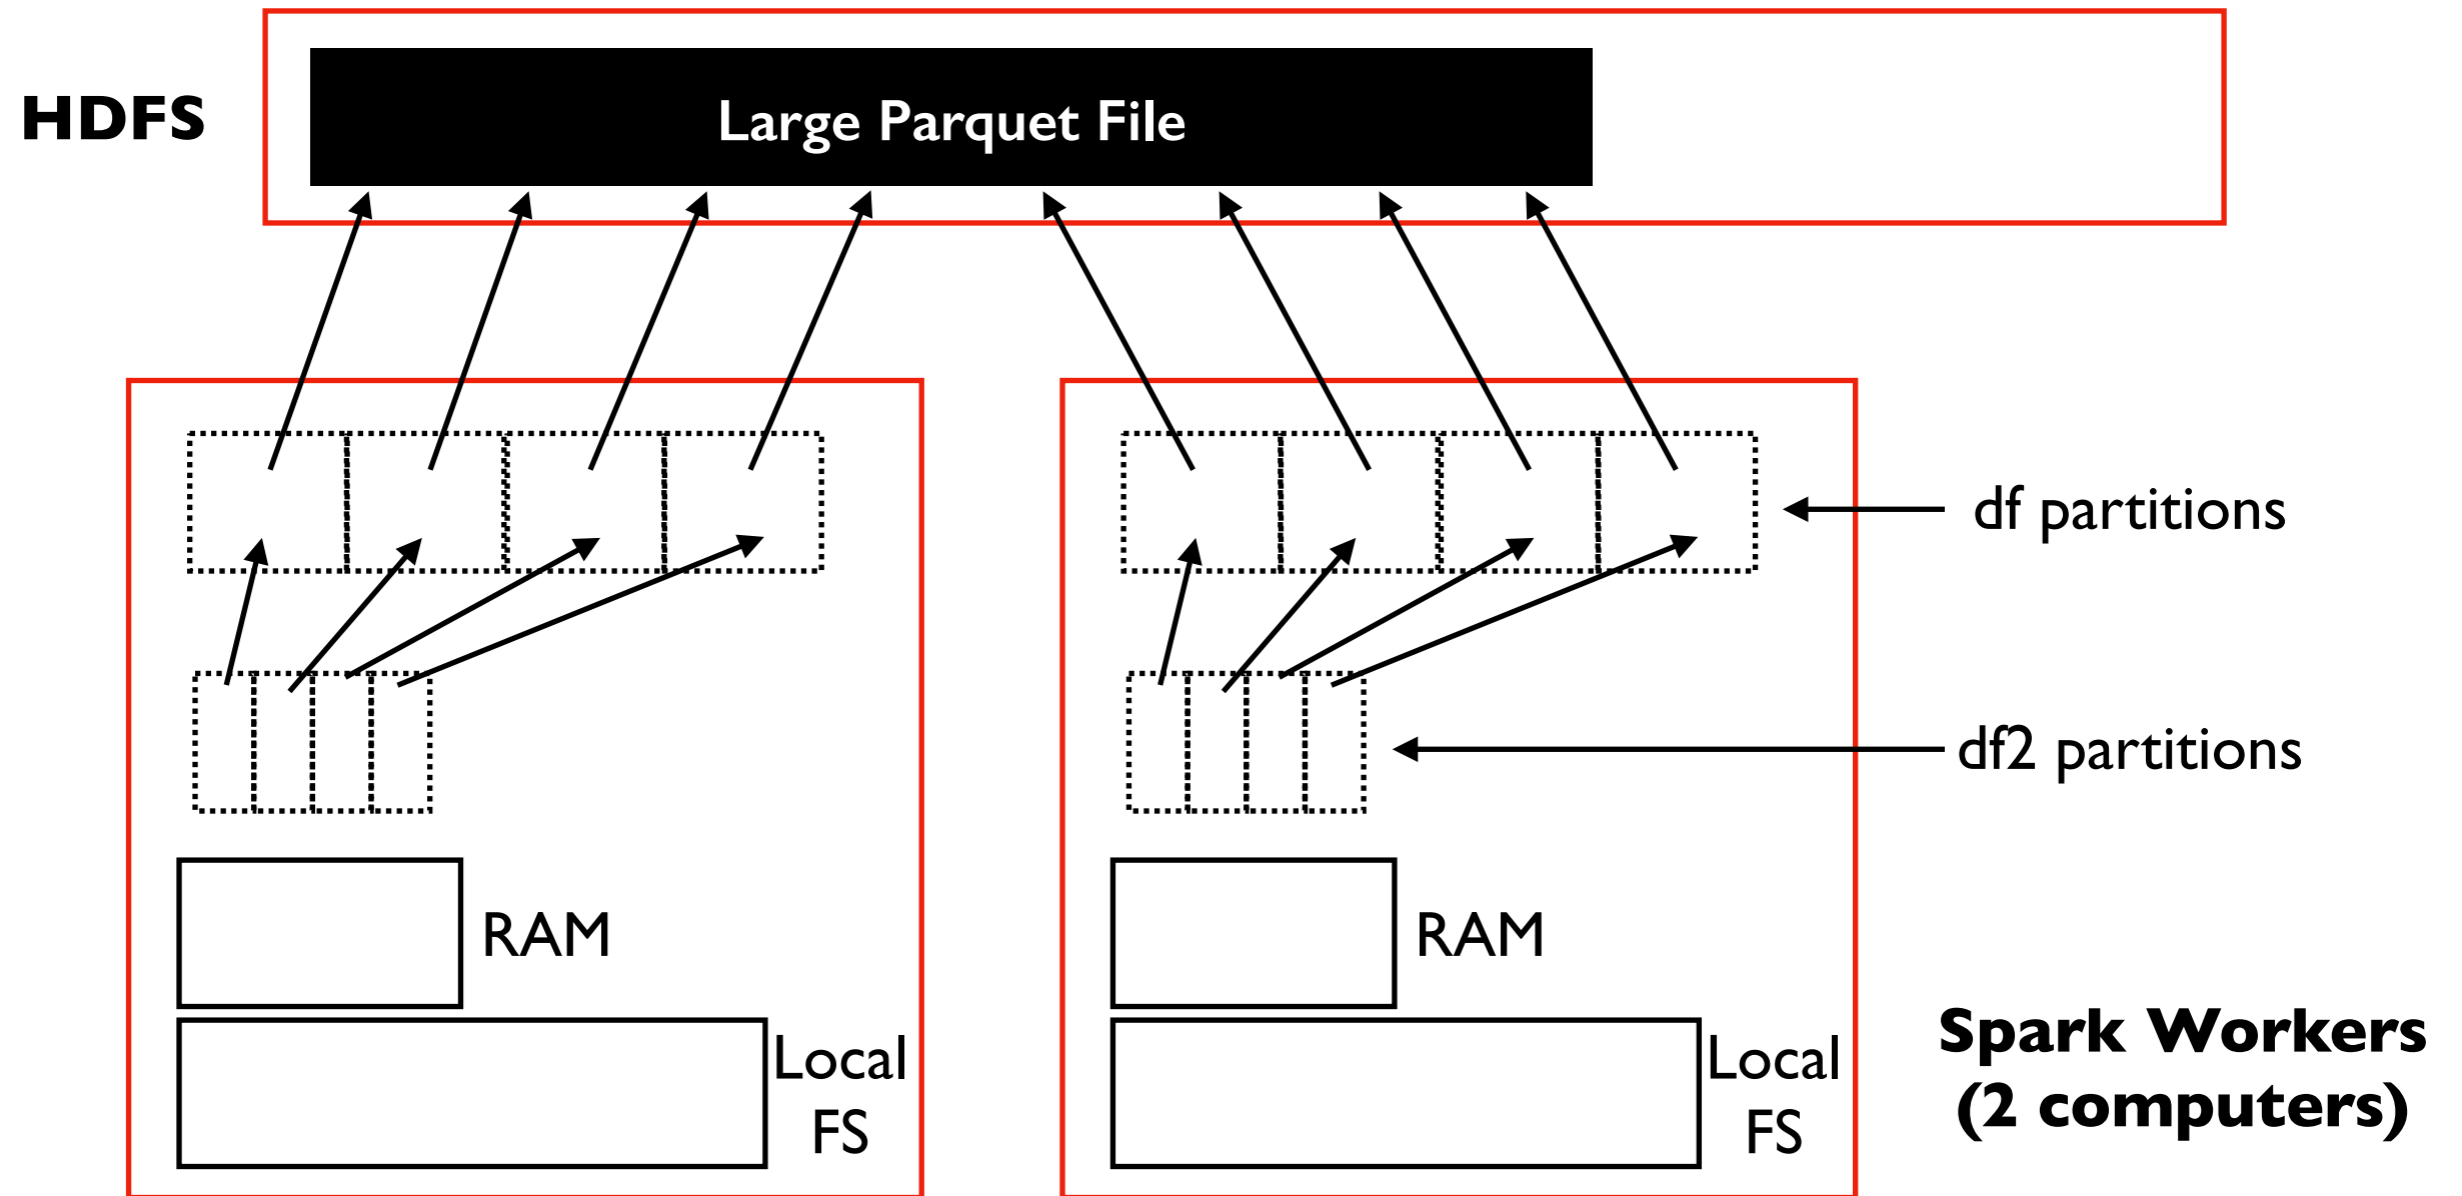 HDFS
Large Parquet File
df partitions
df2 partitions
RAM
RAM
Local
FS
Local
FS
Spark Workers
(2 computers)